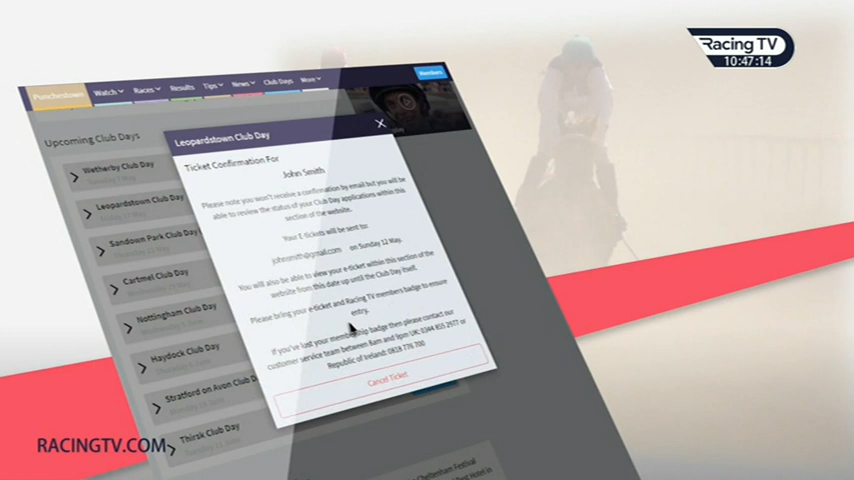 Racing TV
10:47:14
Punchestown
Watch
Races
Results
Tips
News
Club Days
More
Members
Upcoming Club Days
Wetherby Club Day
Leopardstown Club Day
Sandown Park Club Day
Cartmel Club Day
Nottingham Club Day
Haydock Club Day
Stratford on Avon Club D
Thirsk Club Day
Leopardstown Club Day
Ticket Confirmation For
John Smith
Please note you won't receive a confirmation by email but you will be
able to review the status of your Club Day applications within this
section of the website.
Your E-tickets will be sent to:
johnsmith@gmail.com on Sunday 12 May.
You will also be able to view your e-ticket within this section of the
website from this date up until the Club Day itself.
Please bring your e-ticket and Racing TV members badge to ensure
entry.
If you've lost your membership badge then please contact our
customer service team between 8am and 9pm UK: 0344 855 2977 or
Republic of Ireland: 0818 776 700
Cancel Ticket
Cheltenham Festival
Hotel in
RACINGTV.COM